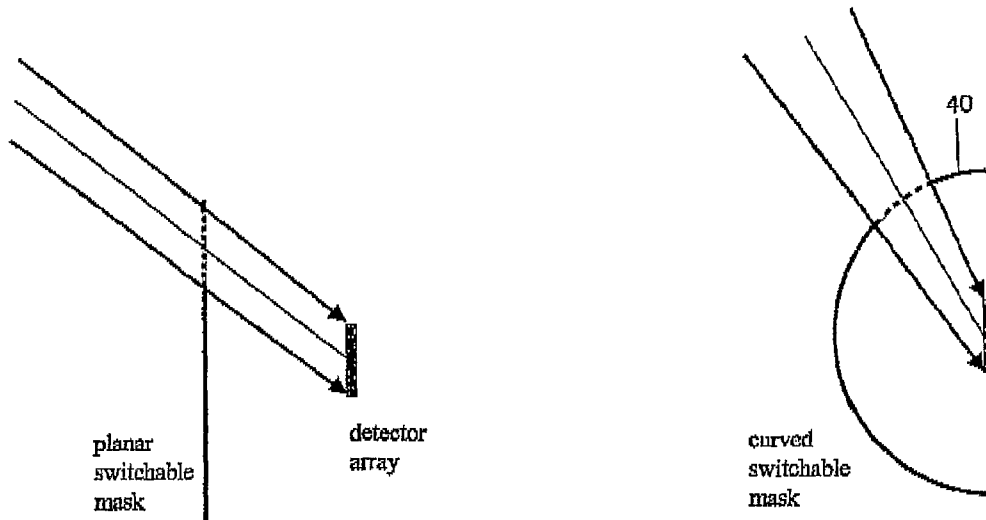 40
planar
switchable
mask
detector
array
curved
switchable
mask